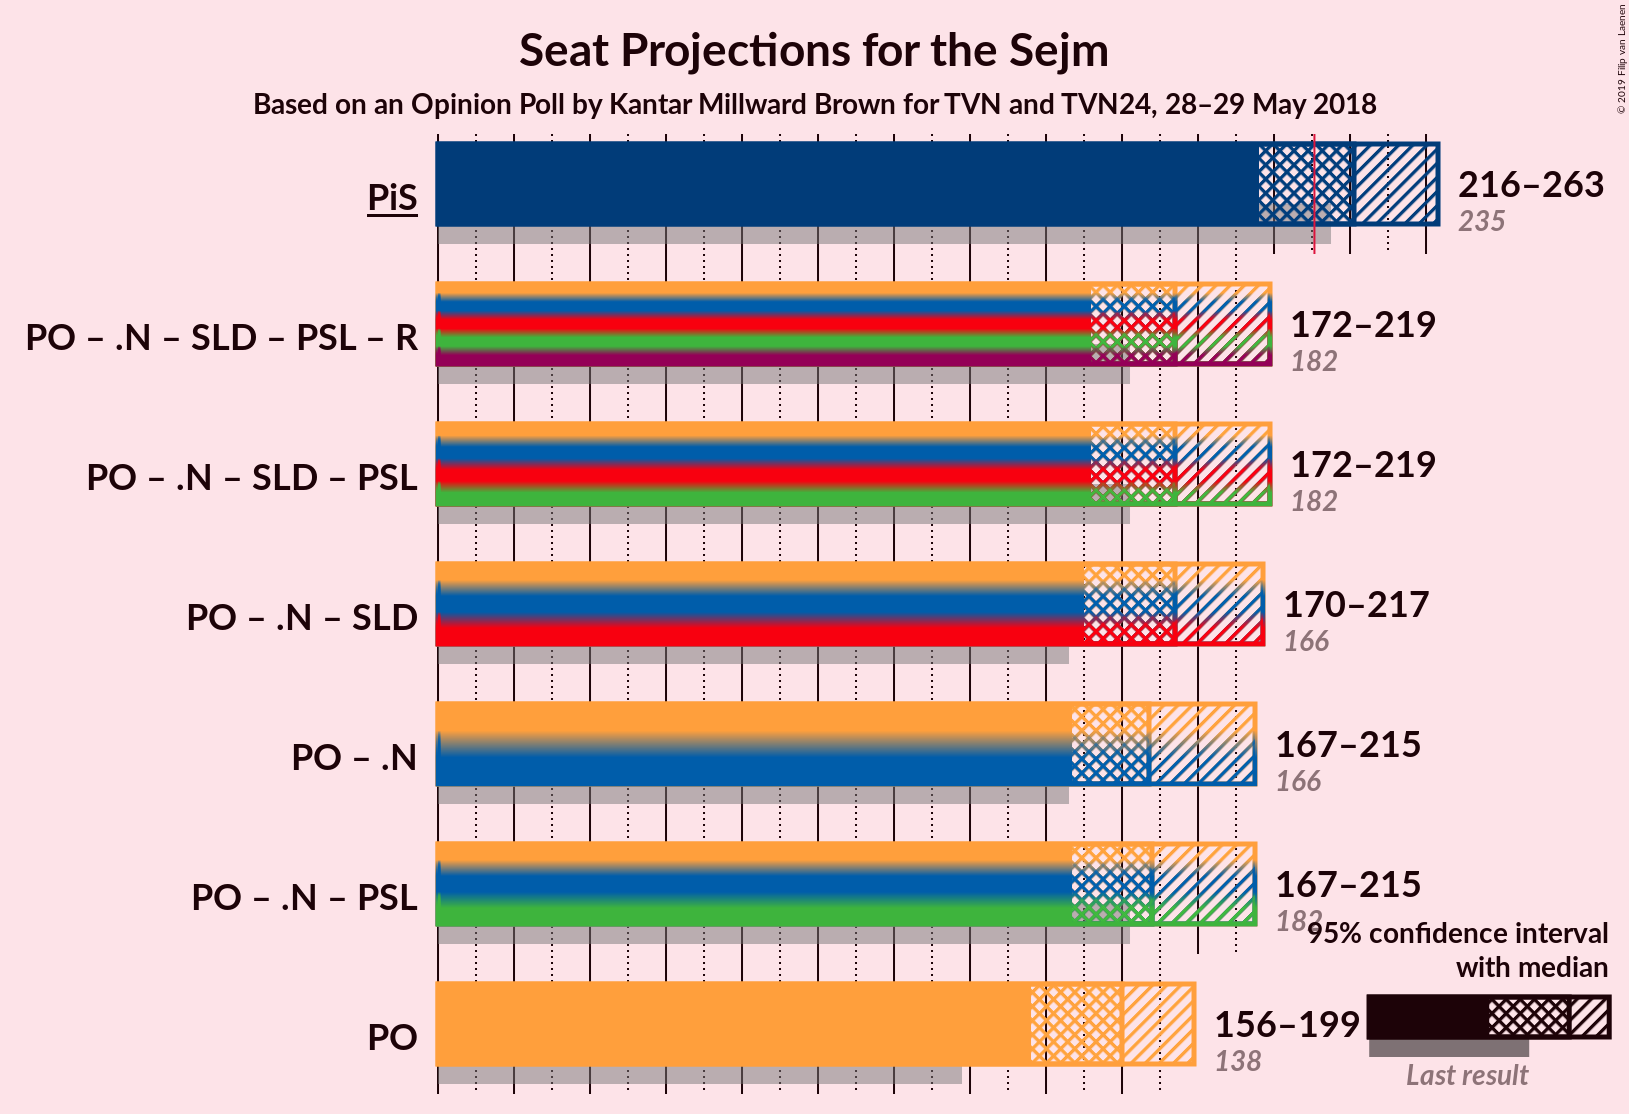 Seat Projections for the Sejm
Based on an Opinion Poll by Kantar Millward Brown for TVN and TVN24, 28–29 May 2018
© 2019 Filip van Laenen
PiS
216–263
235
PO – .N – SLD – PSL – R
172–219
182
PO – .N – SLD – PSL
172–219
182
PO – .N – SLD
170–217
166
PO – .N
167–215
166
PO – .N – PSL
167–215
182
95% confidence interval
with median
PO
156–199
138
Last result